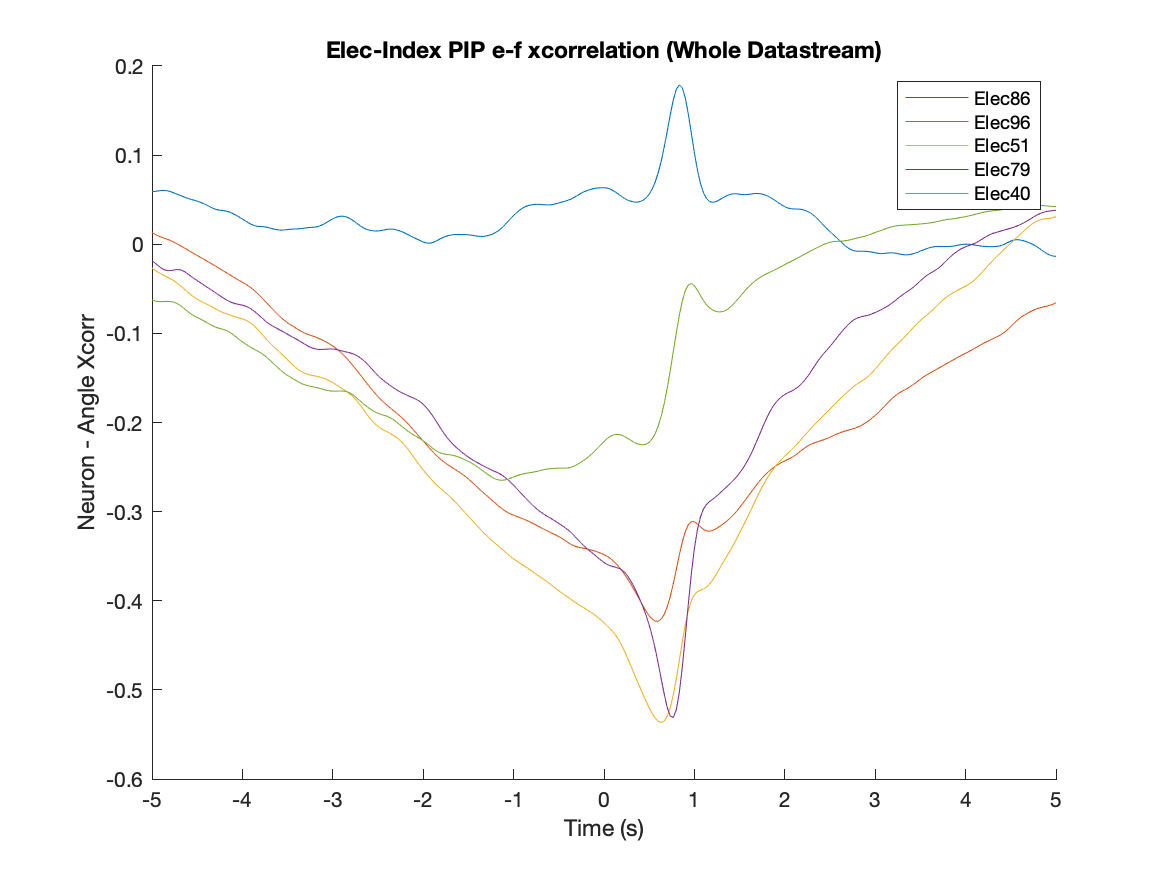 Elec-Index PIP e-f xcorrelation (Whole Datastream)
0.2
0.1
0
-0.1
-0.2
-0.3
-0.4
-0.5
-0.6
Neuron - Angle Xcorr
Elec86
Elec96
Elec51
Elec79
Elec40
-5 -4 -3 -2 -1 0 1 2 3 4 5
Time (s)